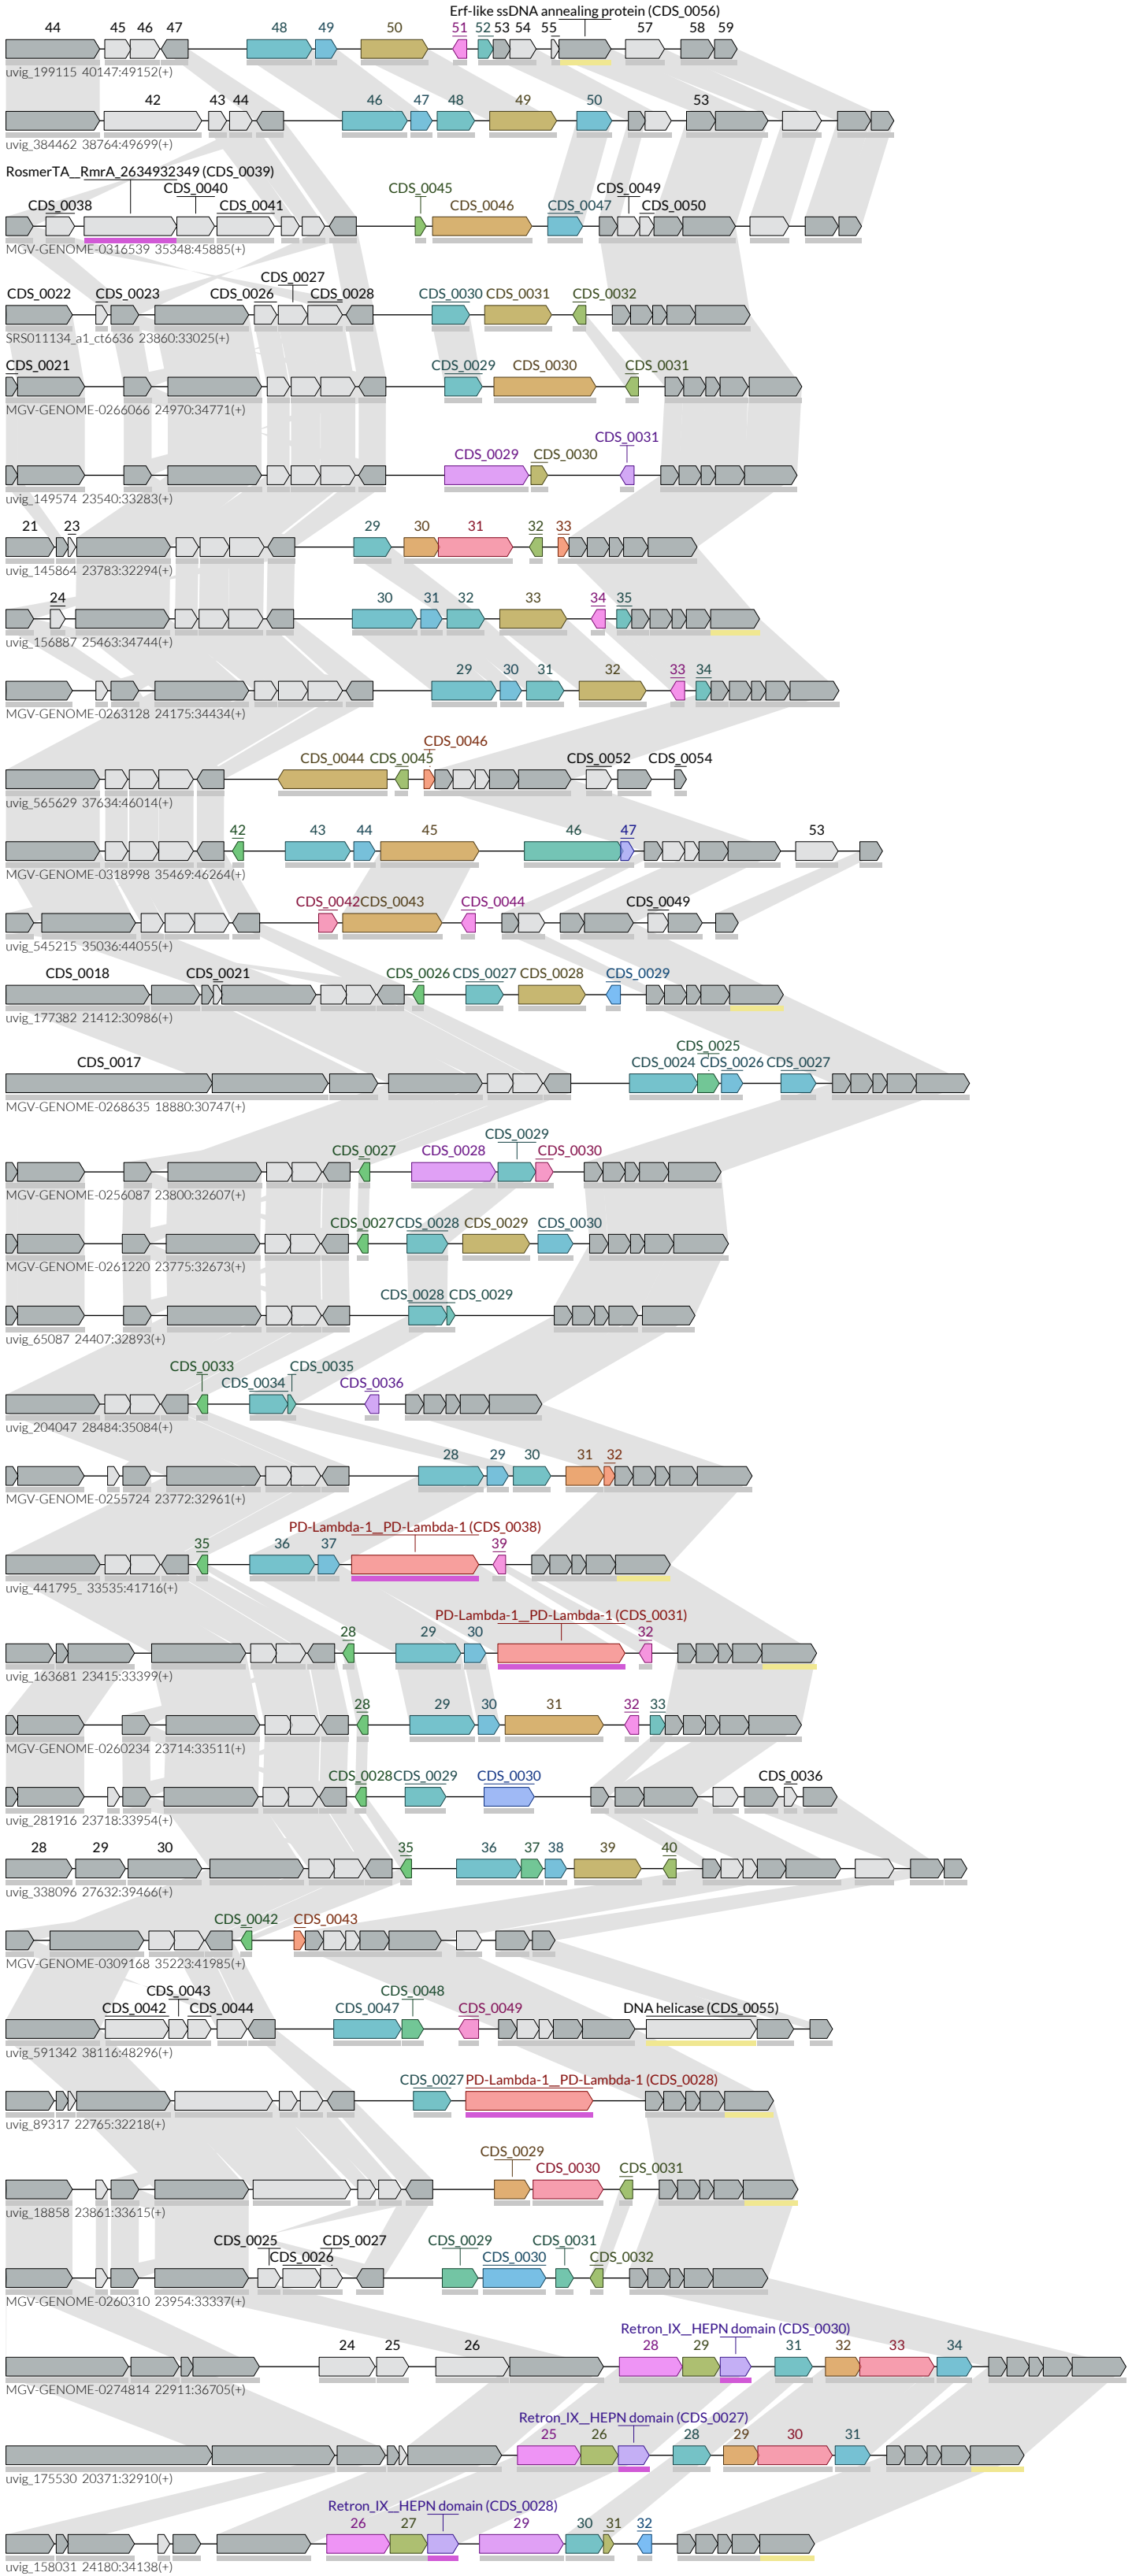 Erf-like ssDNA annealing protein (CDS_0056)
44 45 46 47 48 49 50 51 52 53 54 55 57 58 59
uvig_199115 40147:49152(+)
42 43 44 46 47 48 49 50 53
uvig_384462 38764:49699(+)
RosmerTA__RmrA_2634932349 (CDS_0039)
CDS_0040 CDS_0045 CDS_0049
CDS_0038 CDS_0041 CDS_0046 CDS_0047 CDS_0050
MGV-GENOME-0316539 35348:45885(+)
CDS_0027
CDS_0022 CDS_0023 CDS_0026 CDS_0028 CDS_0030 CDS_0031 CDS_0032
SRS011134_a1_ct6636 23860:33025(+)
CDS_0021 CDS_0029 CDS_0030 CDS_0031
MGV-GENOME-0266066 24970:34771(+)
CDS_0031
CDS_0029 CDS_0030
uvig_149574 23540:33283(+)
21 23 29 30 31 32 33
uvig_145864 23783:32294(+)
24 30 31 32 33 34 35
uvig_156887 25463:34744(+)
29 30 31 32 33 34
MGV-GENOME-0263128 24175:34434(+)
CDS_0046
CDS_0044 CDS_0045 CDS_0052 CDS_0054
uvig_565629 37634:46014(+)
42 43 44 45 46 47 53
MGV-GENOME-0318998 35469:46264(+)
CDS_0042 CDS_0043 CDS_0044 CDS_0049
uvig_545215 35036:44055(+)
CDS_0018 CDS_0021 CDS_0026 CDS_0027 CDS_0028 CDS_0029
uvig_177382 21412:30986(+)
CDS_0025
CDS_0017 CDS_0024 CDS_0026 CDS_0027
MGV-GENOME-0268635 18880:30747(+)
CDS_0029
CDS_0027 CDS_0028 CDS_0030
MGV-GENOME-0256087 23800:32607(+)
CDS_0027 CDS_0028 CDS_0029 CDS_0030
MGV-GENOME-0261220 23775:32673(+)
CDS_0028 CDS_0029
uvig_65087 24407:32893(+)
CDS_0033 CDS_0035
CDS_0034 CDS_0036
uvig_204047 28484:35084(+)
28 29 30 31 32
MGV-GENOME-0255724 23772:32961(+)
PD-Lambda-1__PD-Lambda-1 (CDS_0038)
35 36 37 39
uvig_441795_ 33535:41716(+)
PD-Lambda-1__PD-Lambda-1 (CDS_0031)
28 29 30 32
uvig_163681 23415:33399(+)
28 29 30 31 32 33
MGV-GENOME-0260234 23714:33511(+)
CDS_0028 CDS_0029 CDS_0030 CDS_0036
uvig_281916 23718:33954(+)
28 29 30 35 36 37 38 39 40
uvig_338096 27632:39466(+)
CDS_0042 CDS_0043
MGV-GENOME-0309168 35223:41985(+)
CDS_0043 CDS_0048
CDS_0042 CDS_0044 CDS_0047 CDS_0049 DNA helicase (CDS_0055)
uvig_591342 38116:48296(+)
CDS_0027 PD-Lambda-1__PD-Lambda-1 (CDS_0028)
uvig_89317 22765:32218(+)
CDS_0029
CDS_0030 CDS_0031
uvig_18858 23861:33615(+)
CDS_0025 CDS_0027 CDS_0029 CDS_0031
CDS_0026 CDS_0030 CDS_0032
MGV-GENOME-0260310 23954:33337(+)
Retron_IX__HEPN domain (CDS_0030)
24 25 26 28 29 31 32 33 34
MGV-GENOME-0274814 22911:36705(+)
Retron_IX__HEPN domain (CDS_0027)
25 26 28 29 30 31
uvig_175530 20371:32910(+)
Retron_IX__HEPN domain (CDS_0028)
26 27 29 30 31 32
uvig_158031 24180:34138(+)